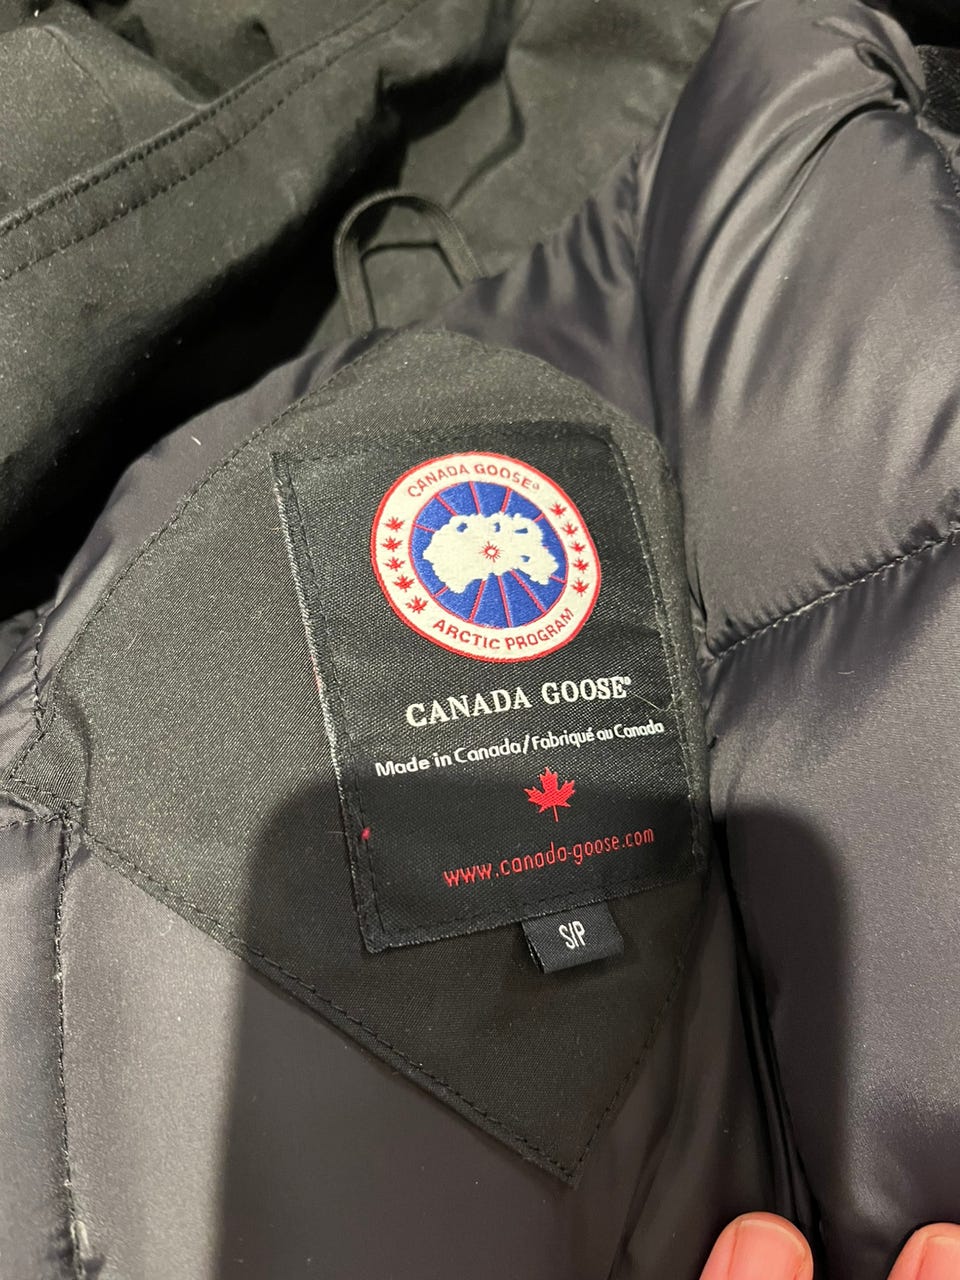 CANADA GOOSE®
ARCTIC PROGRAM
CANADA GOOSE®
Made in Canada/Fabriqué au Canada
www.canada-goose.com
S/P